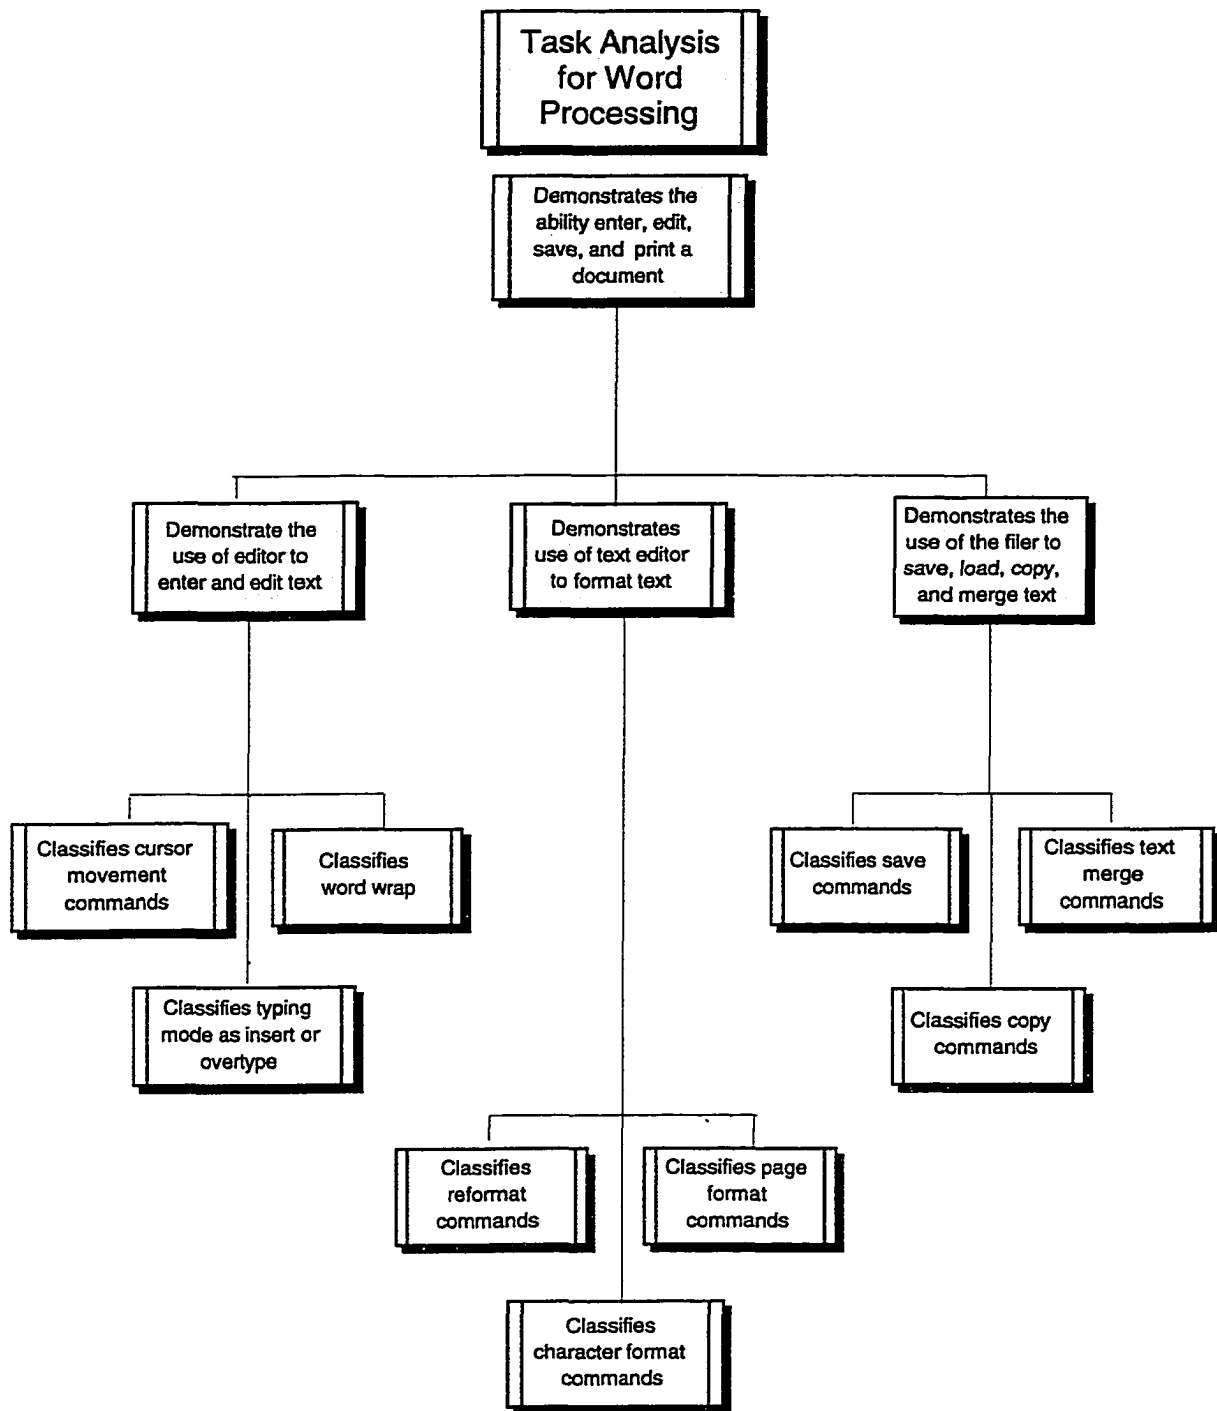 Task Analysis
for Word
Processing
Demonstrates the
ability enter, edit,
save, and print a
document
Demonstrate the
use of editor to
enter and edit text
Demonstrates
use of text editor
to format text
Demonstrates the
use of the filer to
save, load, copy,
and merge text
Classifies cursor
movement
commands
Classifies
word wrap
Classifies typing
mode as insert or
overtype
Classifies save
commands
Classifies text
merge
commands
Classifies copy
commands
Classifies
reformat
commands
Classifies page
format
commands
Classifies
character format
commands